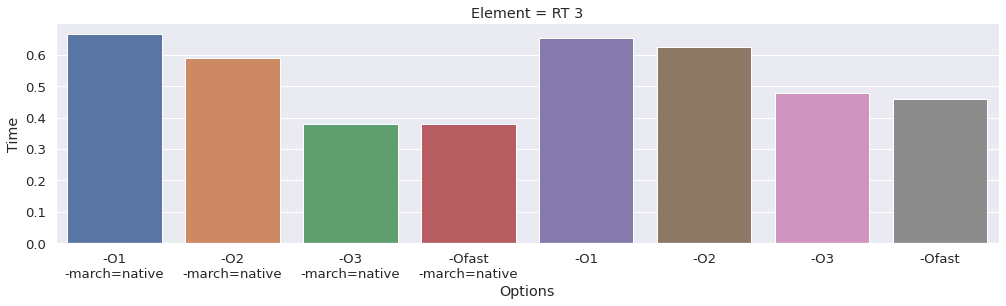 Element = RT 3
Time
0.6
0.5
0.4
0.3
0.2
0.1
0.0
-O1
-march=native
-O2
-march=native
-O3
-march=native
-Ofast
-march=native
-O1
-O2
-O3
-Ofast
Options